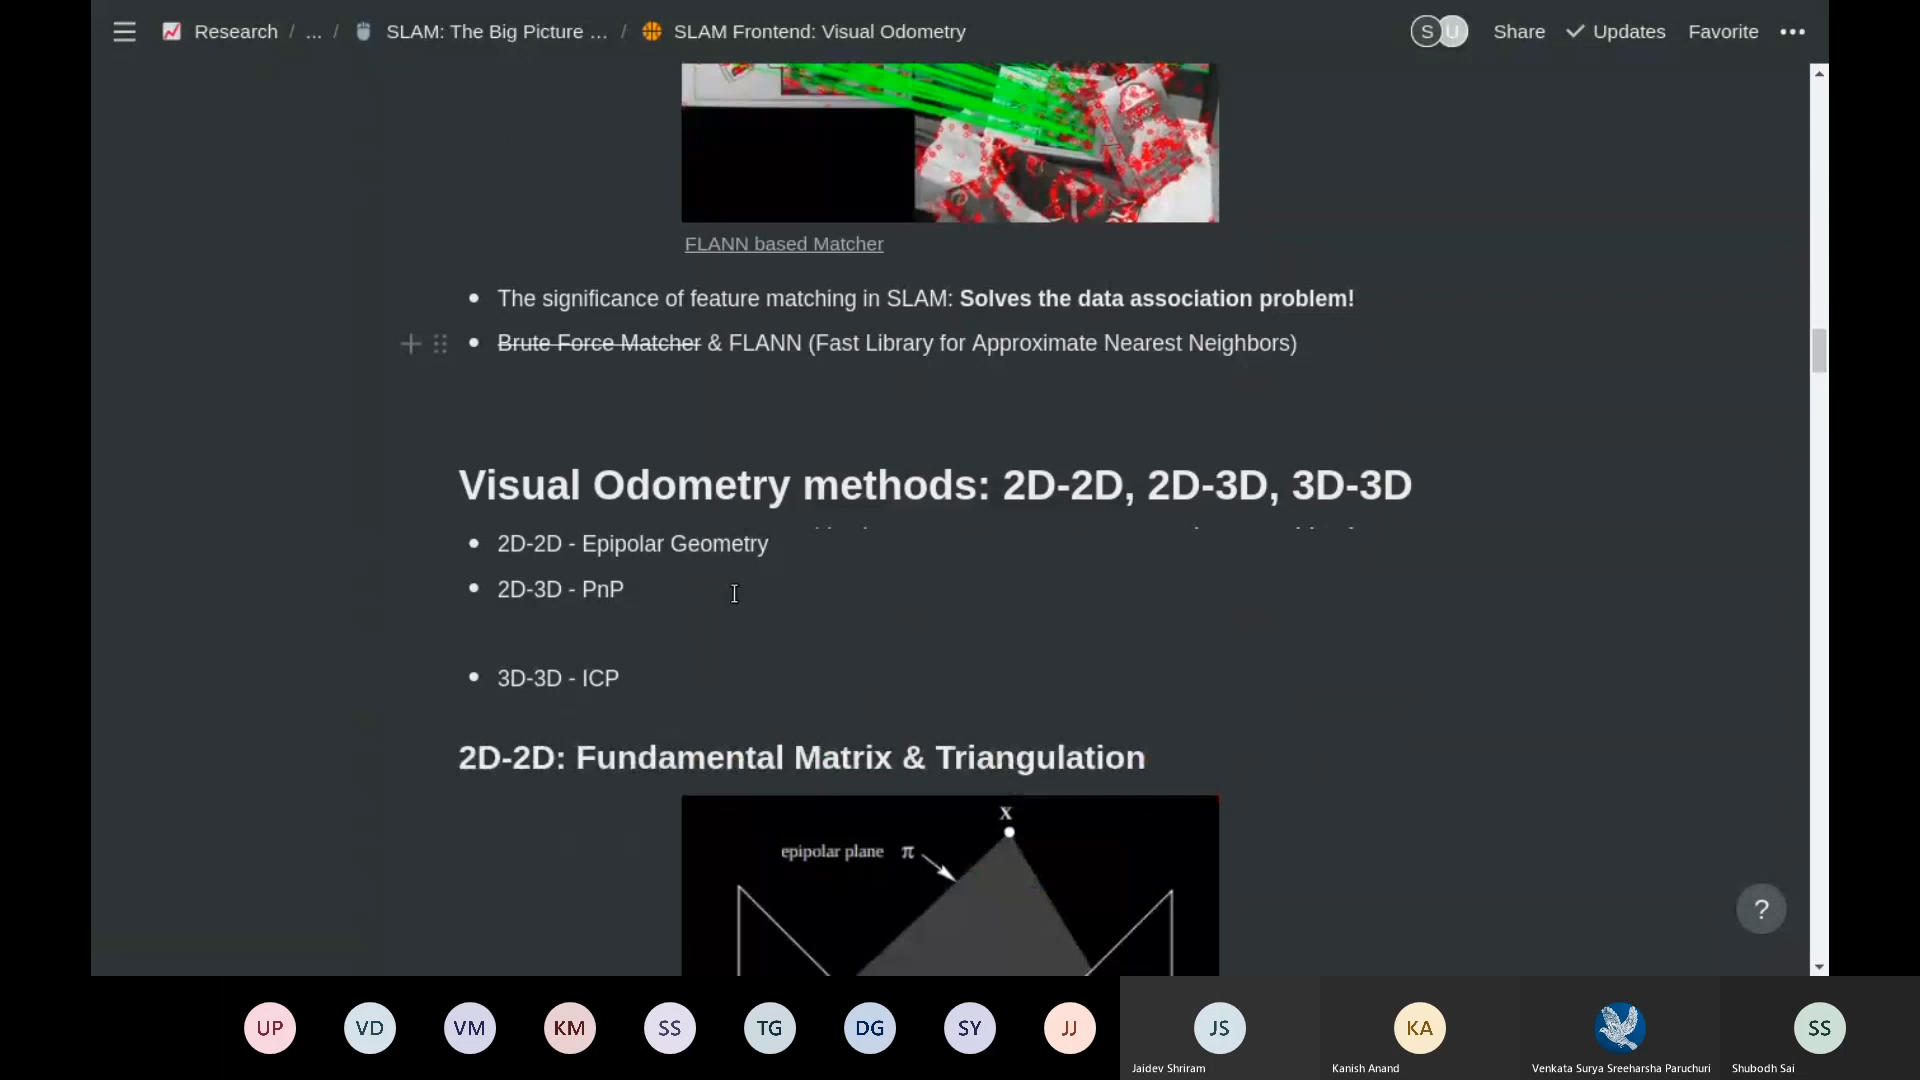 Research / ... / SLAM: The Big Picture ... / SLAM Frontend: Visual Odometry
S U Share Updates Favorite •••
FLANN based Matcher
The significance of feature matching in SLAM: Solves the data association problem!
Brute Force Matcher & FLANN (Fast Library for Approximate Nearest Neighbors)
Visual Odometry methods: 2D-2D, 2D-3D, 3D-3D
2D-2D - Epipolar Geometry
2D-3D - PnP
3D-3D - ICP
2D-2D: Fundamental Matrix & Triangulation
X
epipolar plane π
?
UP VD VM KM SS TG DG SY JJ JS KA SS
Jaidev Shriram Kanish Anand Venkata Surya Sreeharsha Paruchuri Shubodh Sai